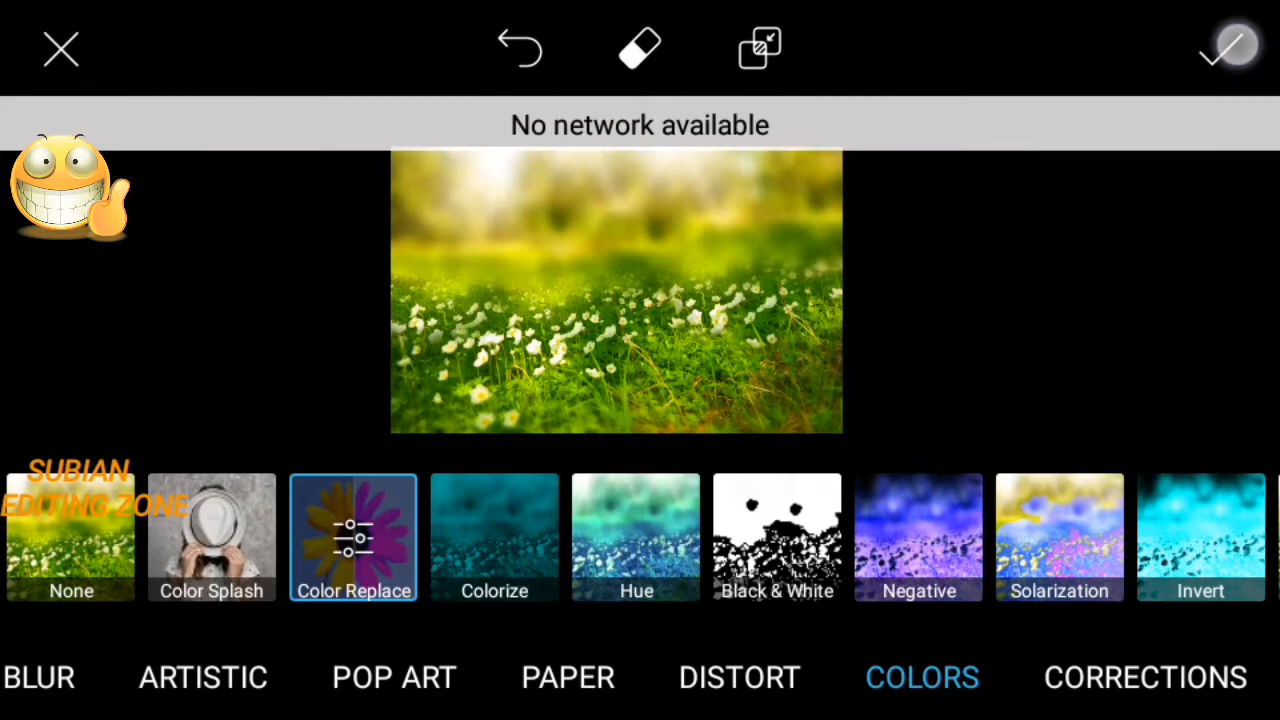 No network available
SUBIAN
EDITING ZONE
None
Color Splash
Color Replace
Colorize
Hue
Black & White
Negative
Solarization
Invert
BLUR
ARTISTIC
POP ART
PAPER
DISTORT
COLORS
CORRECTIONS